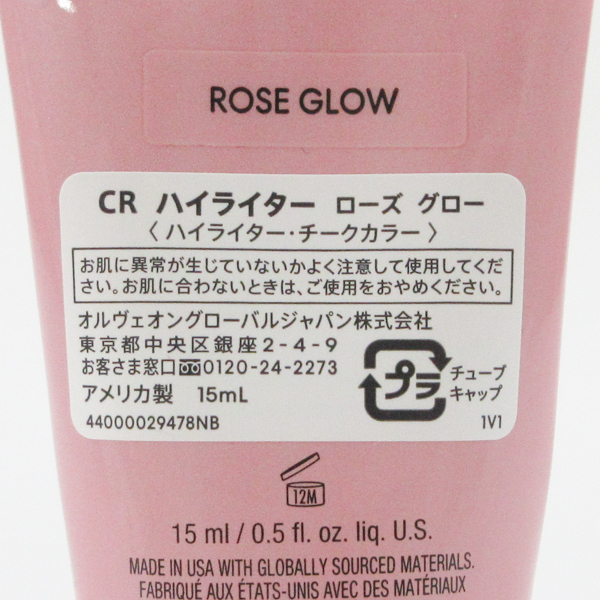 ROSE GLOW
CR ハイライター ローズ グロー
〈 ハイライター・チークカラー 〉
お肌に異常が生じていないかよく注意して使用してくだ
さい。お肌に合わないときは、ご使用をおやめください。
オルヴェオングローバルジャパン株式会社
東京都中央区銀座2-4-9
お客さま窓口 0120-24-2273
アメリカ製 15mL
プラ
チューブ
キャップ
44000029478NB
1V1
12M
15 ml / 0.5 fl. oz. liq. U.S.
MADE IN USA WITH GLOBALLY SOURCED MATERIALS.
FABRIQUÉ AUX ÉTATS-UNIS AVEC DES MATÉRIAUX